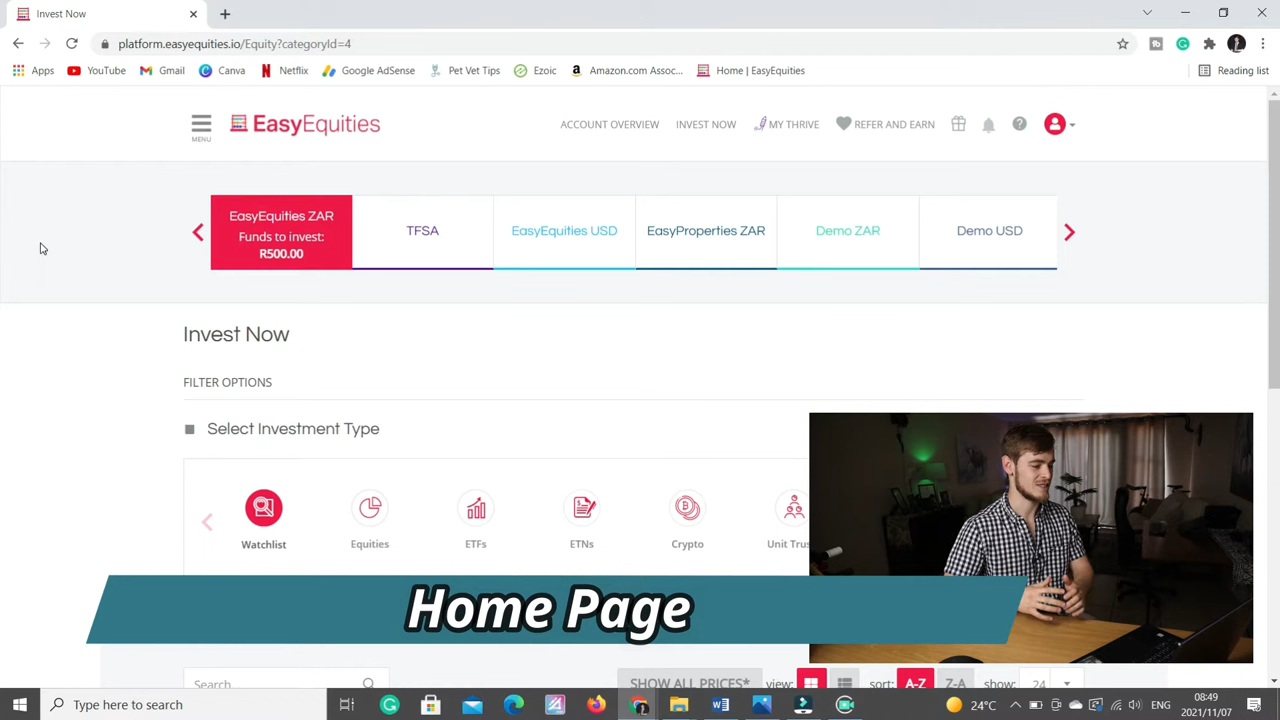 Invest Now
platform.easyequities.io/Equity?categoryId=4
Apps YouTube Gmail Canva Netflix Google AdSense Pet Vet Tips Ezoic Amazon.com Assoc... Home | EasyEquities Reading list
MENU
EasyEquities
ACCOUNT OVERVIEW INVEST NOW MY THRIVE REFER AND EARN
EasyEquities ZAR
Funds to invest:
R500.00
TFSA
EasyEquities USD
EasyProperties ZAR
Demo ZAR
Demo USD
Invest Now
FILTER OPTIONS
Select Investment Type
Watchlist Equities ETFs ETNs Crypto Unit Trus
Home Page
Search... SHOW ALL PRICES* view: sort: A-Z Z-A show: 24
Type here to search
24°C ENG
08:49
2021/11/07